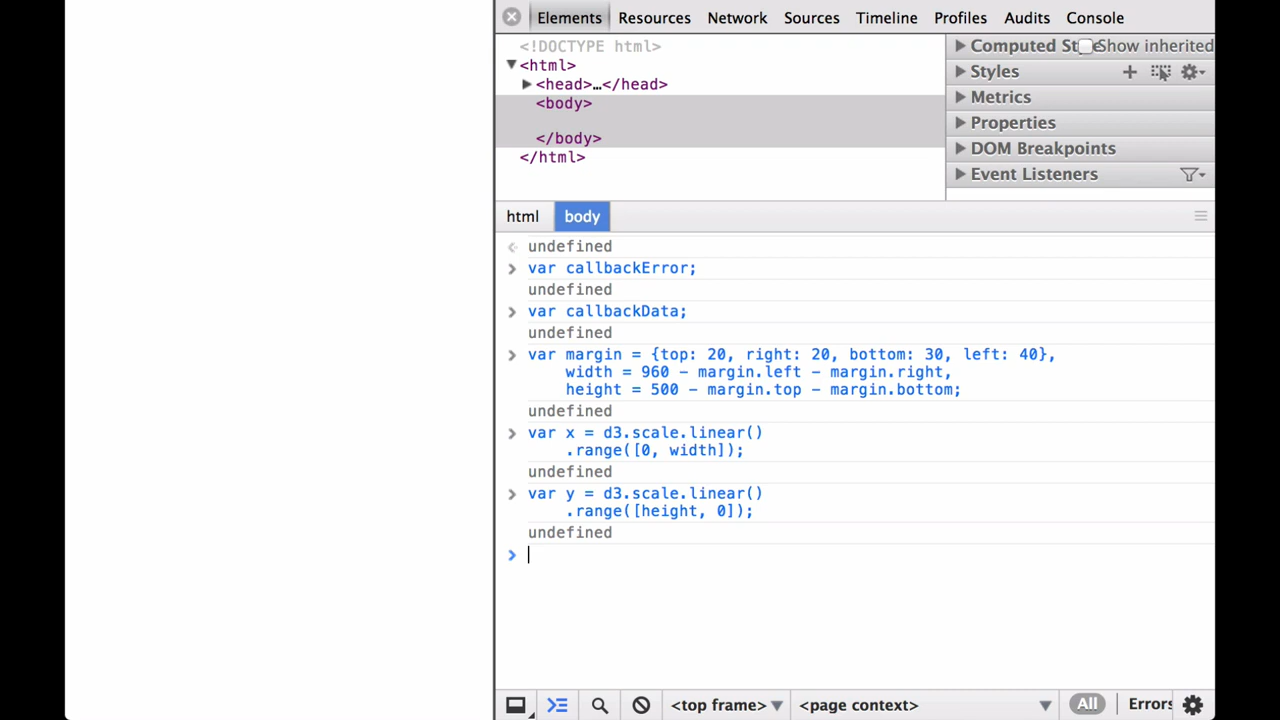 Elements Resources Network Sources Timeline Profiles Audits Console
<!DOCTYPE html>
<html>
<head>…</head>
<body>
</body>
</html>
Computed Sty Show inherited
Styles
Metrics
Properties
DOM Breakpoints
Event Listeners
html body
undefined
var callbackError;
undefined
var callbackData;
undefined
var margin = {top: 20, right: 20, bottom: 30, left: 40},
width = 960 - margin.left - margin.right,
height = 500 - margin.top - margin.bottom;
undefined
var x = d3.scale.linear()
.range([0, width]);
undefined
var y = d3.scale.linear()
.range([height, 0]);
undefined
<top frame> <page context> All Errors